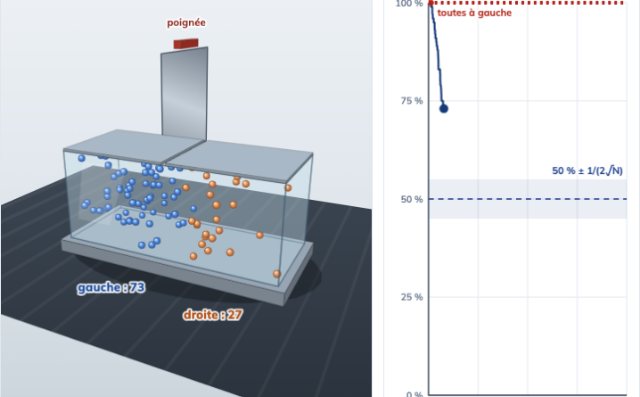 poignée
gauche : 73
droite : 27
100 %
toutes à gauche
75 %
50 % ± 1/(2√N)
50 %
25 %
0 %